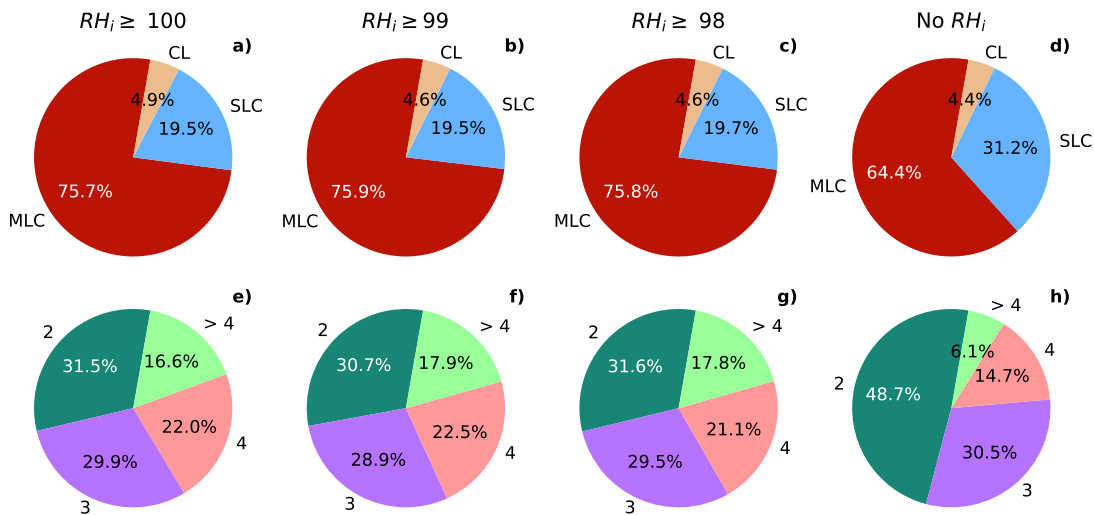 RHᵢ ≥ 100
RHᵢ ≥ 99
RHᵢ ≥ 98
No RHᵢ
a)
CL
4.9%
SLC
19.5%
75.7%
MLC
b)
CL
4.6%
SLC
19.5%
75.9%
MLC
c)
CL
4.6%
SLC
19.7%
75.8%
MLC
d)
CL
4.4%
SLC
31.2%
64.4%
MLC
e)
> 4
2
16.6%
31.5%
22.0%
4
29.9%
3
f)
> 4
2
17.9%
30.7%
22.5%
4
28.9%
3
g)
> 4
2
17.8%
31.6%
21.1%
4
29.5%
3
h)
> 4
6.1%
4
14.7%
2
48.7%
30.5%
3